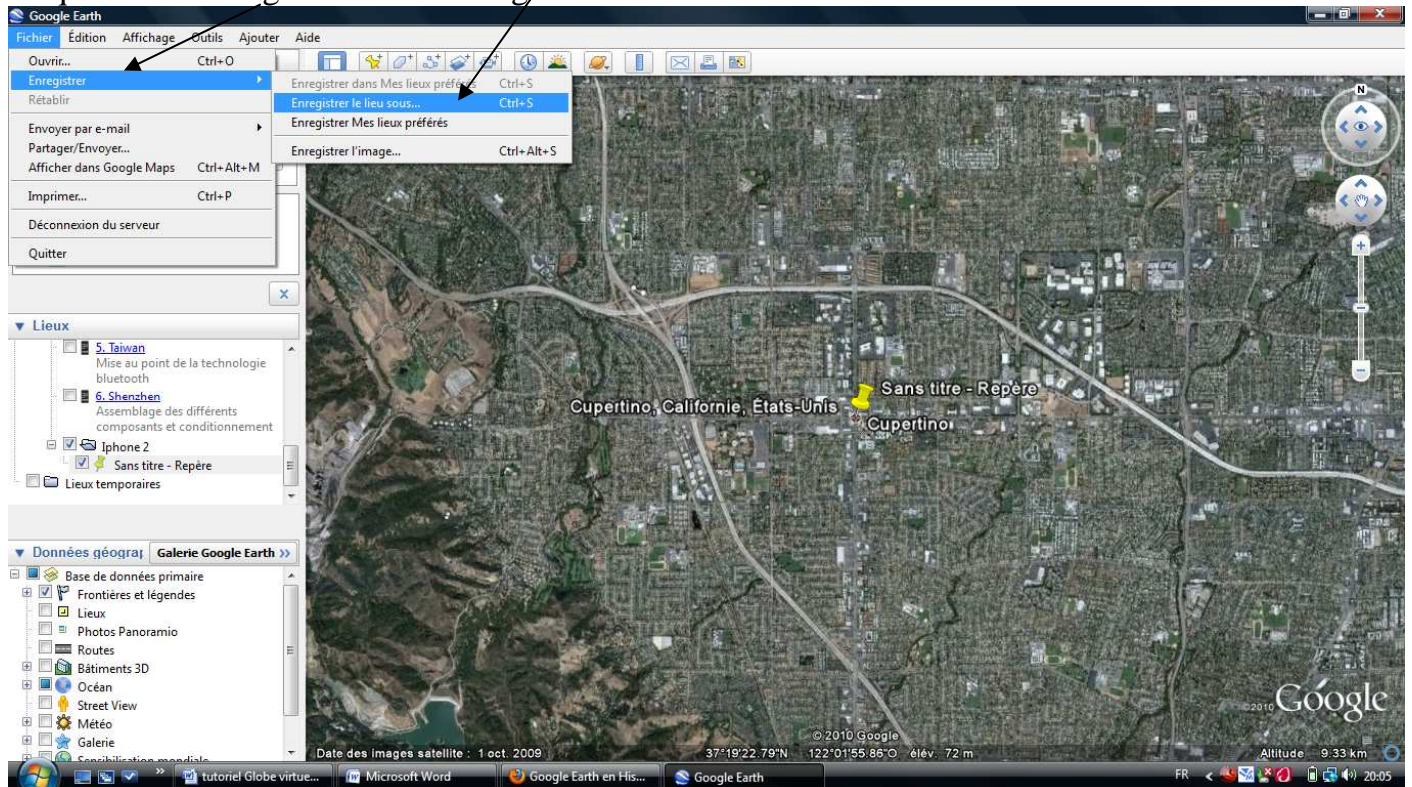 Google Earth
Fichier Édition Affichage Outils Ajouter Aide
Ouvrir... Ctrl+O
Enregistrer
Rétablir
Envoyer par e-mail
Partager/Envoyer...
Afficher dans Google Maps Ctrl+Alt+M
Imprimer... Ctrl+P
Déconnexion du serveur
Quitter
Enregistrer dans Mes lieux préférés Ctrl+S
Enregistrer le lieu sous... Ctrl+S
Enregistrer Mes lieux préférés
Enregistrer l'image... Ctrl+Alt+S
Lieux
5. Taiwan
Mise au point de la technologie
bluetooth
6. Shenzhen
Assemblage des différents
composants et conditionnement
Iphone 2
Sans titre - Repère
Lieux temporaires
Données géograp Galerie Google Earth >>
Base de données primaire
Frontières et légendes
Lieux
Photos Panoramio
Routes
Bâtiments 3D
Océan
Street View
Météo
Galerie
Sensibilisation mondiale
N
Sans titre - Repère
Cupertino, Californie, États-Unis
Cupertino
©2010 Google
© 2010 Google
Date des images satellite : 1 oct. 2009 37°19'22.79"N 122°01'55.86"O élév. 72 m Altitude 9.33 km
tutoriel Globe virtue... Microsoft Word Google Earth en His... Google Earth FR 20:05